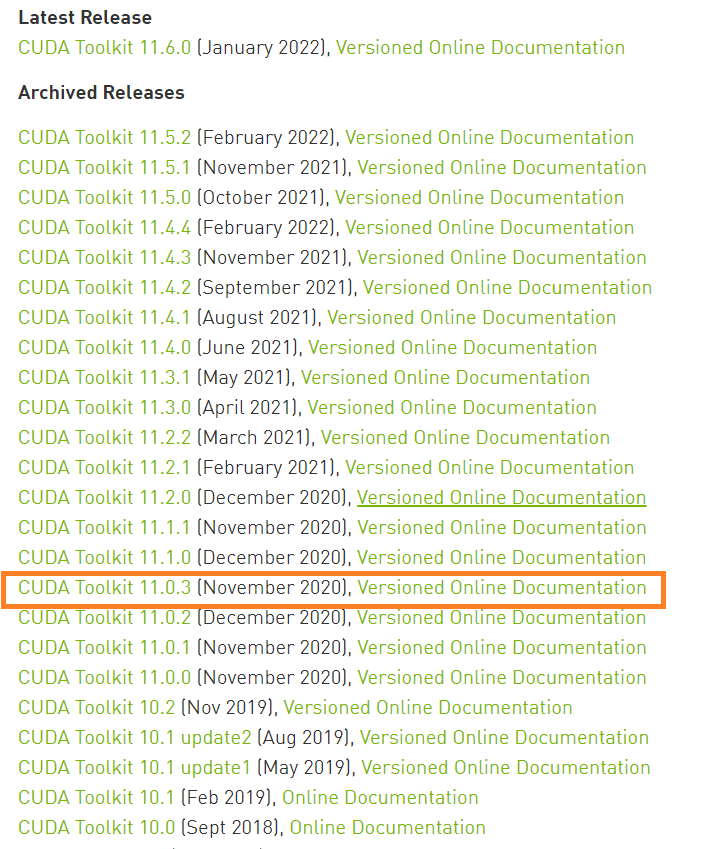 Latest Release
CUDA Toolkit 11.6.0 (January 2022), Versioned Online Documentation
Archived Releases
CUDA Toolkit 11.5.2 (February 2022), Versioned Online Documentation
CUDA Toolkit 11.5.1 (November 2021), Versioned Online Documentation
CUDA Toolkit 11.5.0 (October 2021), Versioned Online Documentation
CUDA Toolkit 11.4.4 (February 2022), Versioned Online Documentation
CUDA Toolkit 11.4.3 (November 2021), Versioned Online Documentation
CUDA Toolkit 11.4.2 (September 2021), Versioned Online Documentation
CUDA Toolkit 11.4.1 (August 2021), Versioned Online Documentation
CUDA Toolkit 11.4.0 (June 2021), Versioned Online Documentation
CUDA Toolkit 11.3.1 (May 2021), Versioned Online Documentation
CUDA Toolkit 11.3.0 (April 2021), Versioned Online Documentation
CUDA Toolkit 11.2.2 (March 2021), Versioned Online Documentation
CUDA Toolkit 11.2.1 (February 2021), Versioned Online Documentation
CUDA Toolkit 11.2.0 (December 2020), Versioned Online Documentation
CUDA Toolkit 11.1.1 (November 2020), Versioned Online Documentation
CUDA Toolkit 11.1.0 (December 2020), Versioned Online Documentation
CUDA Toolkit 11.0.3 (November 2020), Versioned Online Documentation
CUDA Toolkit 11.0.2 (December 2020), Versioned Online Documentation
CUDA Toolkit 11.0.1 (November 2020), Versioned Online Documentation
CUDA Toolkit 11.0.0 (November 2020), Versioned Online Documentation
CUDA Toolkit 10.2 (Nov 2019), Versioned Online Documentation
CUDA Toolkit 10.1 update2 (Aug 2019), Versioned Online Documentation
CUDA Toolkit 10.1 update1 (May 2019), Versioned Online Documentation
CUDA Toolkit 10.1 (Feb 2019), Online Documentation
CUDA Toolkit 10.0 (Sept 2018), Online Documentation